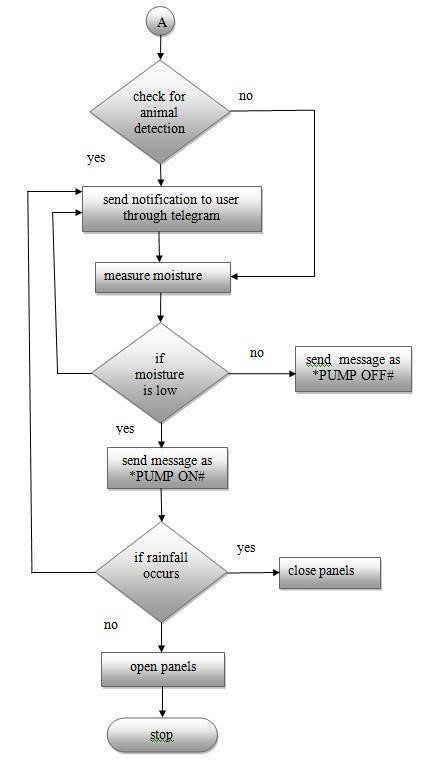 A
check for
animal
detection
no
yes
send notification to user
through telegram
measure moisture
if
moisture
is low
no
send message as
*PUMP OFF#
yes
send message as
*PUMP ON#
if rainfall
occurs
yes
close panels
no
open panels
stop